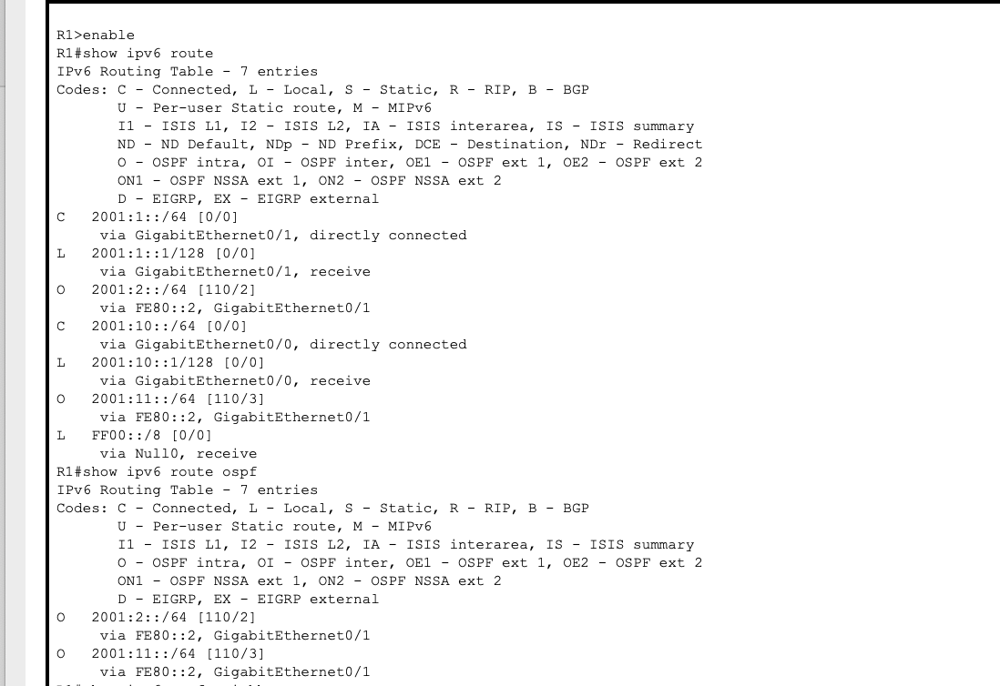 R1>enable
R1#show ipv6 route
IPv6 Routing Table - 7 entries
Codes: C - Connected, L - Local, S - Static, R - RIP, B - BGP
       U - Per-user Static route, M - MIPv6
       I1 - ISIS L1, I2 - ISIS L2, IA - ISIS interarea, IS - ISIS summary
       ND - ND Default, NDp - ND Prefix, DCE - Destination, NDr - Redirect
       O - OSPF intra, OI - OSPF inter, OE1 - OSPF ext 1, OE2 - OSPF ext 2
       ON1 - OSPF NSSA ext 1, ON2 - OSPF NSSA ext 2
       D - EIGRP, EX - EIGRP external
C   2001:1::/64 [0/0]
     via GigabitEthernet0/1, directly connected
L   2001:1::1/128 [0/0]
     via GigabitEthernet0/1, receive
O   2001:2::/64 [110/2]
     via FE80::2, GigabitEthernet0/1
C   2001:10::/64 [0/0]
     via GigabitEthernet0/0, directly connected
L   2001:10::1/128 [0/0]
     via GigabitEthernet0/0, receive
O   2001:11::/64 [110/3]
     via FE80::2, GigabitEthernet0/1
L   FF00::/8 [0/0]
     via Null0, receive
R1#show ipv6 route ospf
IPv6 Routing Table - 7 entries
Codes: C - Connected, L - Local, S - Static, R - RIP, B - BGP
       U - Per-user Static route, M - MIPv6
       I1 - ISIS L1, I2 - ISIS L2, IA - ISIS interarea, IS - ISIS summary
       O - OSPF intra, OI - OSPF inter, OE1 - OSPF ext 1, OE2 - OSPF ext 2
       ON1 - OSPF NSSA ext 1, ON2 - OSPF NSSA ext 2
       D - EIGRP, EX - EIGRP external
O   2001:2::/64 [110/2]
     via FE80::2, GigabitEthernet0/1
O   2001:11::/64 [110/3]
     via FE80::2, GigabitEthernet0/1